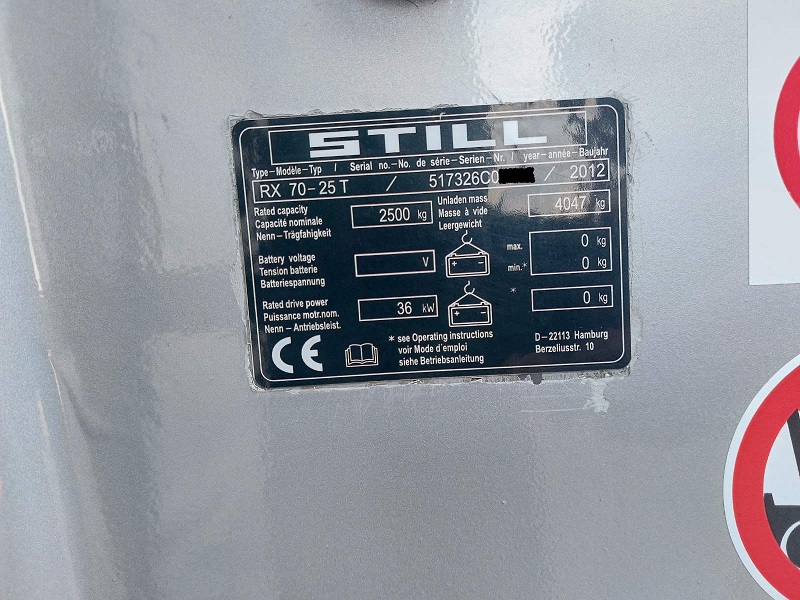 STILL
Type–Modèle–Typ / Serial no.–No. de série–Serien–Nr. / year–année–Baujahr
RX 70-25 T / 517326C0 / 2012
Rated capacity
Capacité nominale
Nenn–Trägfahigkeit
2500 kg
Unladen mass
Masse à vide
Leergewicht
4047 kg
Battery voltage
Tension batterie
Batteriespannung
V
+ -
max. 0 kg
min.* 0 kg
Rated drive power
Puissance motr.nom.
Nenn–Antriebsleist.
36 kW
+ -
* 0 kg
* see Operating instructions
voir Mode d'emploi
siehe Betriebsanleitung
D–22113 Hamburg
Berzeliusstr. 10
CE